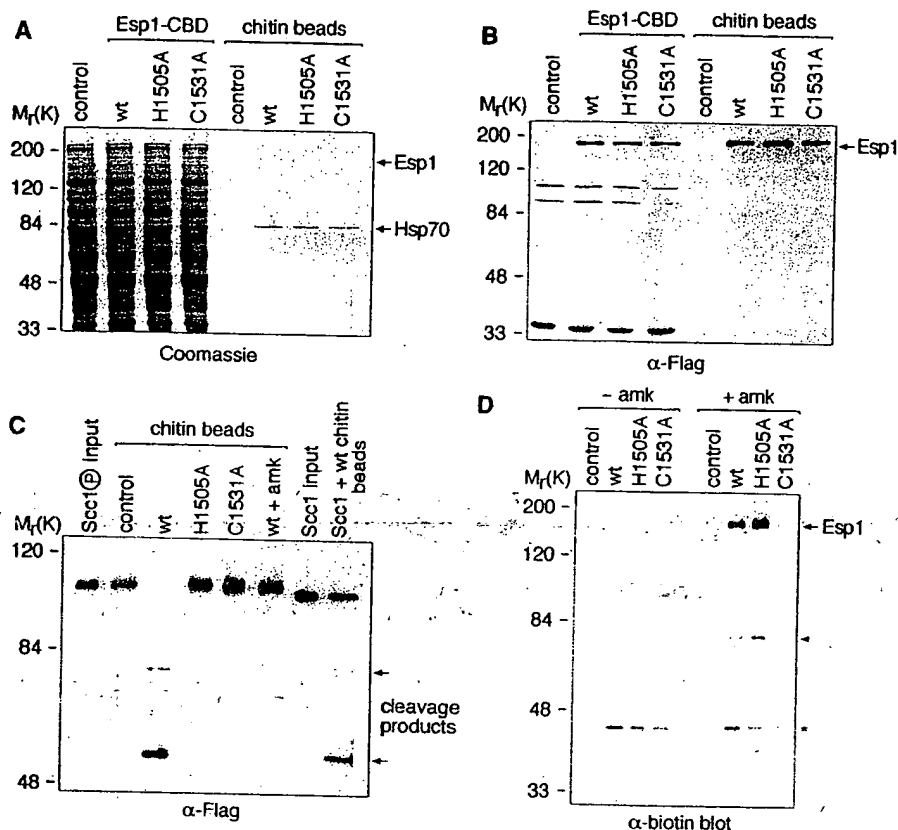 A
Esp1-CBD
chitin beads
control
wt
H1505A
C1531A
control
wt
H1505A
C1531A
Mr(K)
200
120
84
48
33
Esp1
Hsp70
Coomassie
B
Esp1-CBD
chitin beads
control
wt
H1505A
C1531A
control
wt
H1505A
C1531A
Mr(K)
200
120
84
48
33
Esp1
α-Flag
C
chitin beads
Scc1Ⓟ Input
control
wt
H1505A
C1531A
wt + amk
Scc1 Input
Scc1 + wt chitin
beads
Mr(K)
120
84
48
cleavage
products
α-Flag
D
- amk
+ amk
control
wt
H1505A
C1531A
control
wt
H1505A
C1531A
Mr(K)
200
120
84
48
33
Esp1
*
α-biotin blot